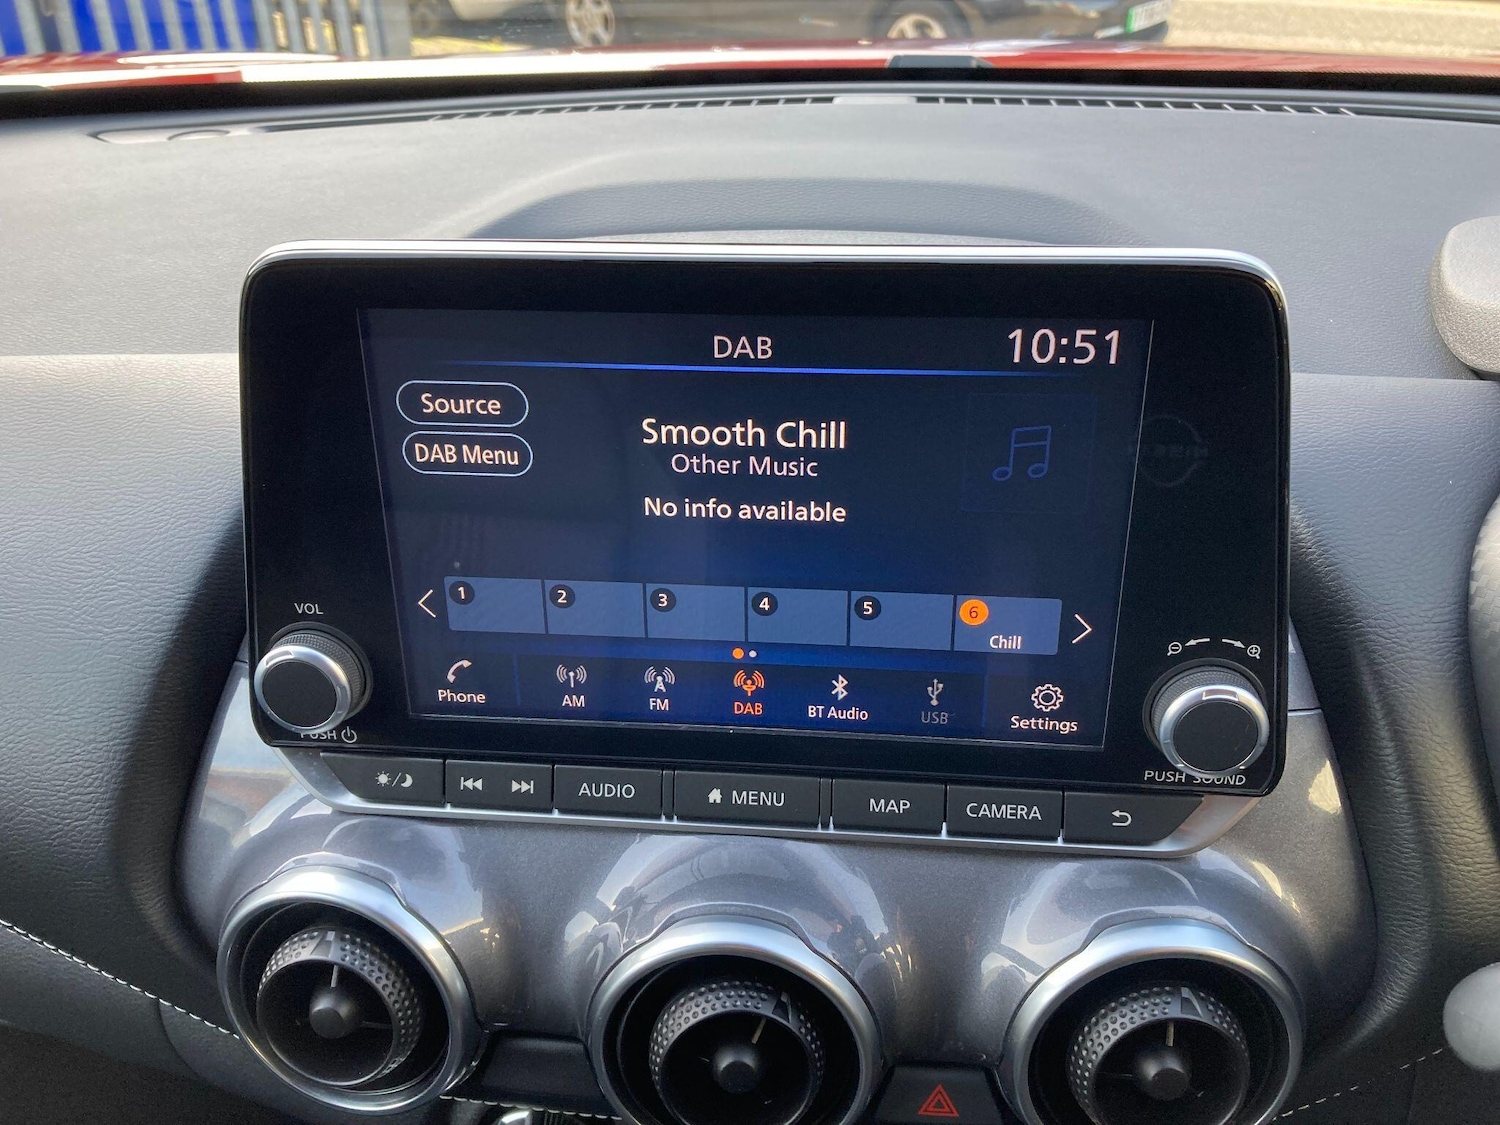 DAB
10:51
Source
DAB Menu
Smooth Chill
Other Music
No info available
1 2 3 4 5 6
Chill
Phone
AM
FM
DAB
BT Audio
USB
Settings
VOL
PUSH
PUSH SOUND
AUDIO
MENU
MAP
CAMERA